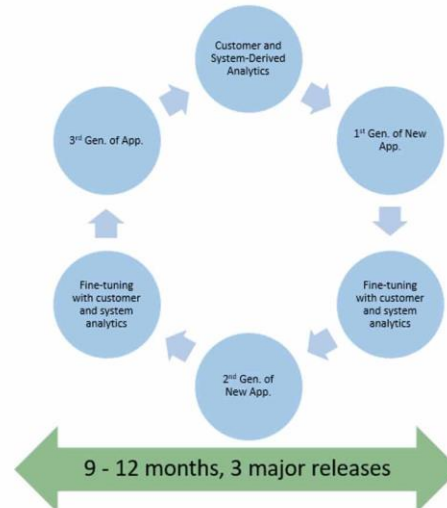 Customer and
System-Derived
Analytics
1st Gen. of New
App.
Fine-tuning
with customer
and system
analytics
2nd Gen. of
New App.
Fine-tuning
with customer
and system
analytics
3rd Gen. of App.
9 - 12 months, 3 major releases